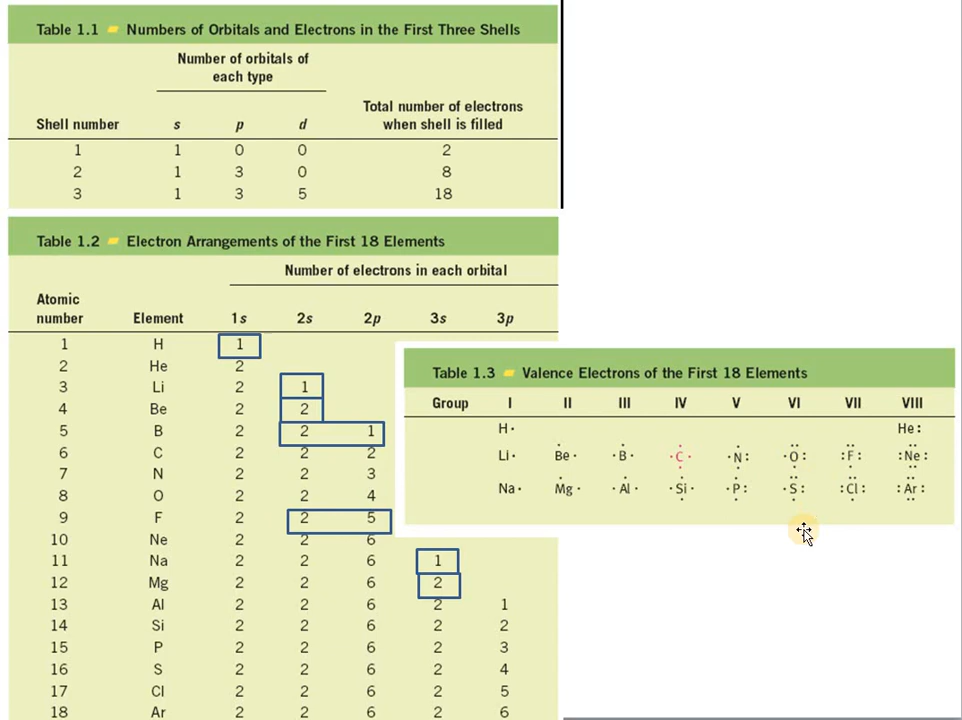 Table 1.1 Numbers of Orbitals and Electrons in the First Three Shells
Number of orbitals of
each type
Total number of electrons
Shell number s p d when shell is filled
1 1 0 0 2
2 1 3 0 8
3 1 3 5 18
Table 1.2 Electron Arrangements of the First 18 Elements
Number of electrons in each orbital
Atomic
number Element 1s 2s 2p 3s 3p
1 H 1
2 He 2
3 Li 2 1
4 Be 2 2
5 B 2 2 1
6 C 2 2 2
7 N 2 2 3
8 O 2 2 4
9 F 2 2 5
10 Ne 2 2 6
11 Na 2 2 6 1
12 Mg 2 2 6 2
13 Al 2 2 6 2 1
14 Si 2 2 6 2 2
15 P 2 2 6 2 3
16 S 2 2 6 2 4
17 Cl 2 2 6 2 5
18 Ar 2 2 6 2 6
Table 1.3 Valence Electrons of the First 18 Elements
Group I II III IV V VI VII VIII
H· He:
Li· Be· ·B· ·C· ·N: ·O: :F: :Ne:
Na· Mg· ·Al· ·Si· ·P: ·S: :Cl: :Ar: